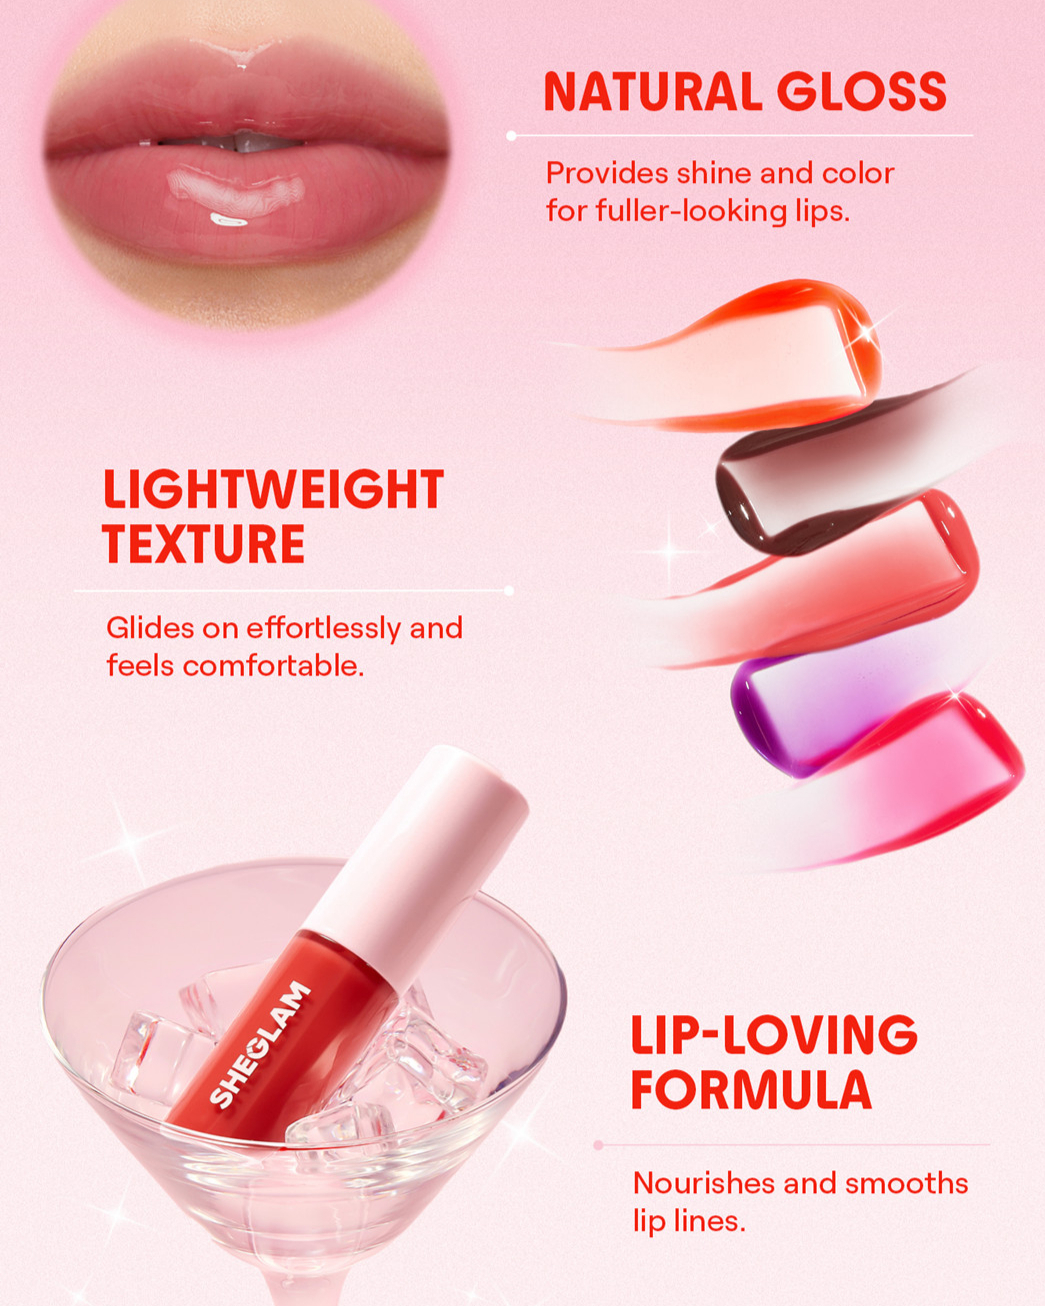 NATURAL GLOSS
Provides shine and color
for fuller-looking lips.
LIGHTWEIGHT
TEXTURE
Glides on effortlessly and
feels comfortable.
SHEGLAM
LIP-LOVING
FORMULA
Nourishes and smooths
lip lines.